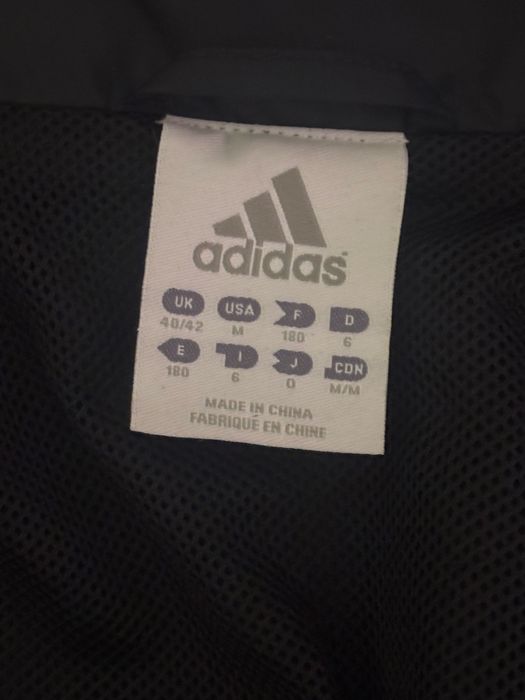 adidas
UK USA F D
40/42 M 180 6
E I J CDN
180 6 O M/M
MADE IN CHINA
FABRIQUÉ EN CHINE